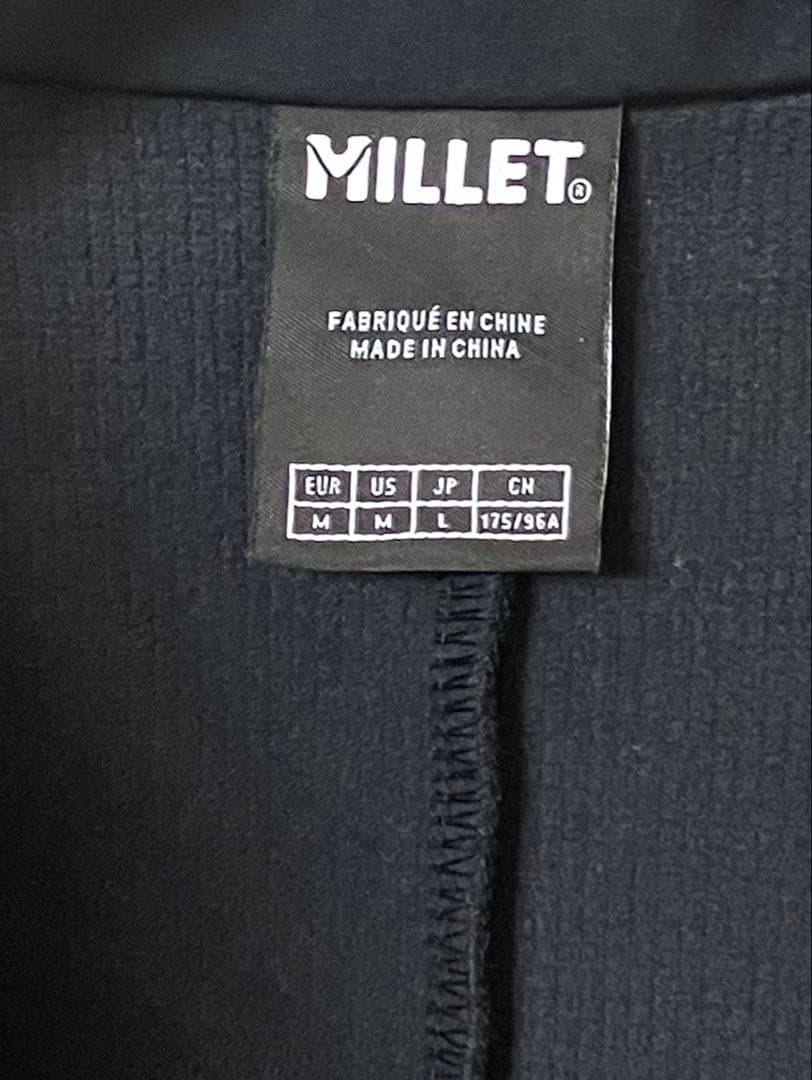 MILLET®
FABRIQUÉ EN CHINE
MADE IN CHINA
EUR US JP CN
M M L 175/96A